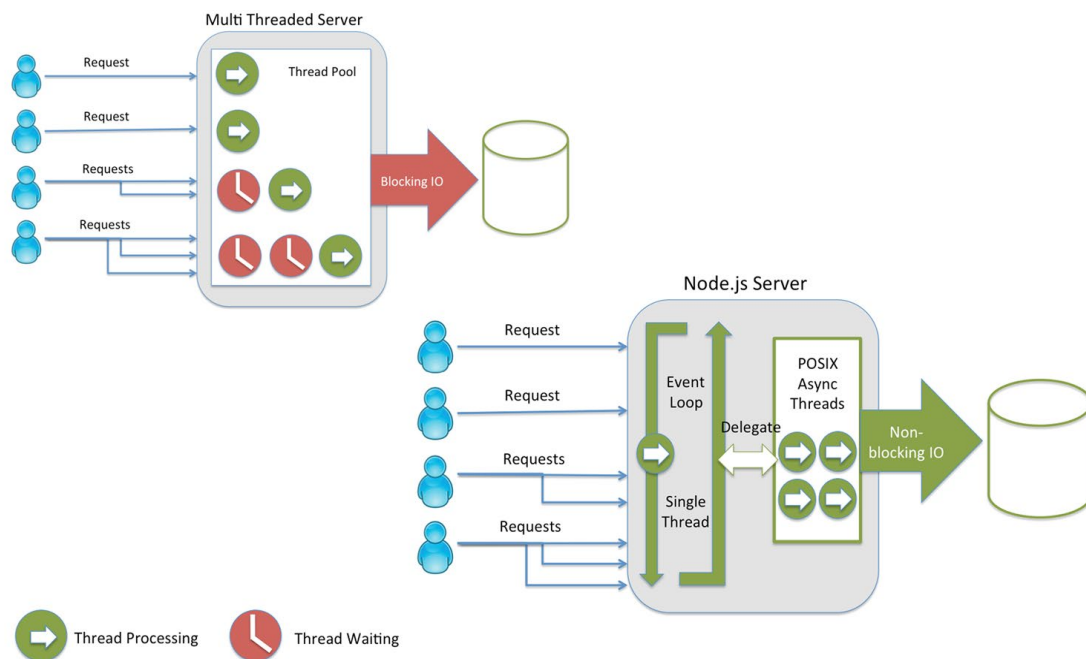 Multi Threaded Server
Request
Thread Pool
Request
Requests
Blocking IO
Requests
Node.js Server
Request
POSIX
Async
Threads
Event
Loop
Request
Delegate
Non-
blocking IO
Requests
Single
Thread
Requests
Thread Processing
Thread Waiting